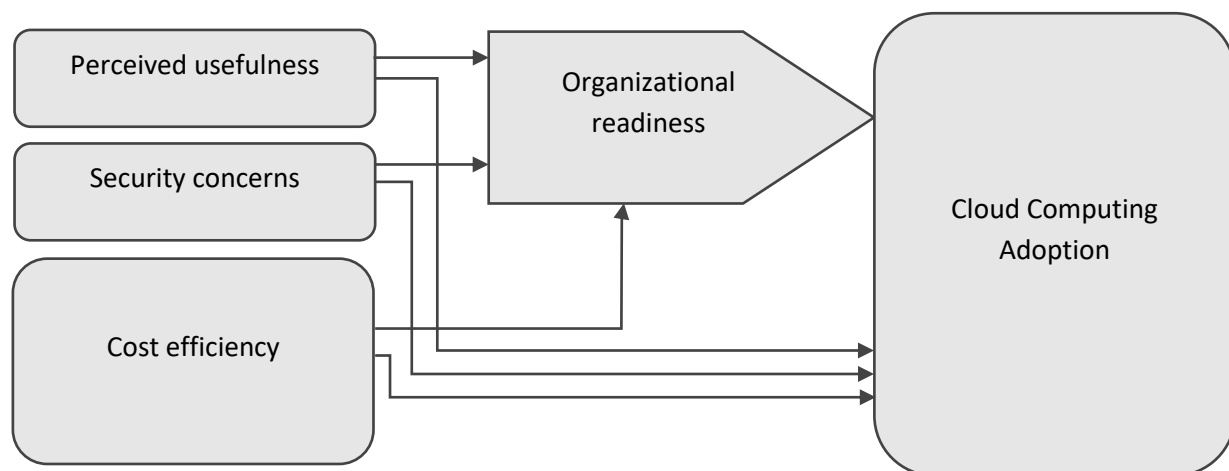 Perceived usefulness
Organizational
readiness
Security concerns
Cloud Computing
Adoption
Cost efficiency